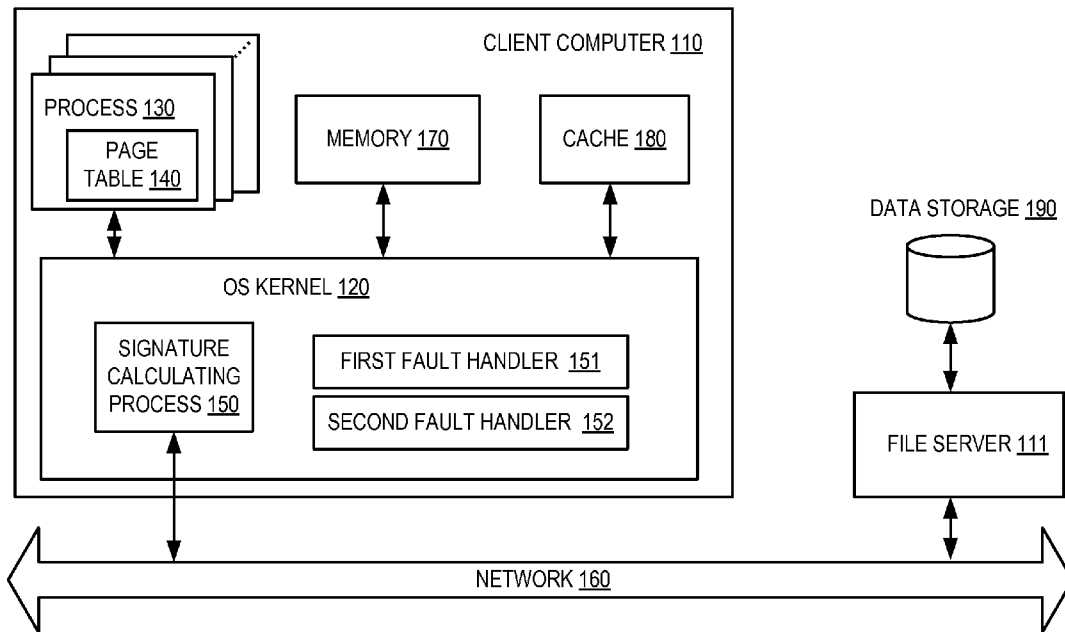 CLIENT COMPUTER 110
PROCESS 130
PAGE
TABLE 140
MEMORY 170
CACHE 180
DATA STORAGE 190
OS KERNEL 120
SIGNATURE
CALCULATING
PROCESS 150
FIRST FAULT HANDLER 151
SECOND FAULT HANDLER 152
FILE SERVER 111
NETWORK 160